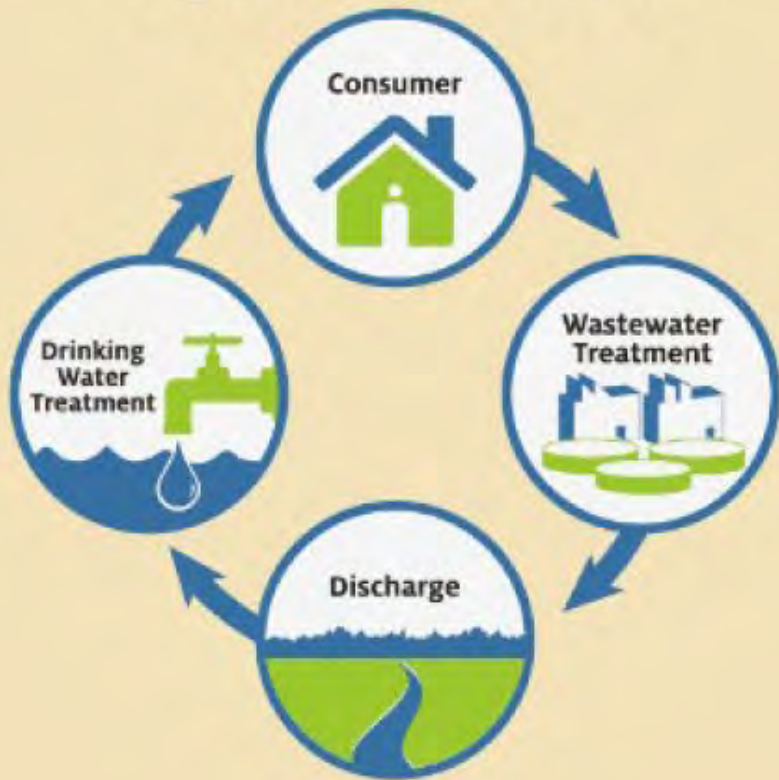 Consumer
Wastewater
Treatment
Discharge
Drinking
Water
Treatment